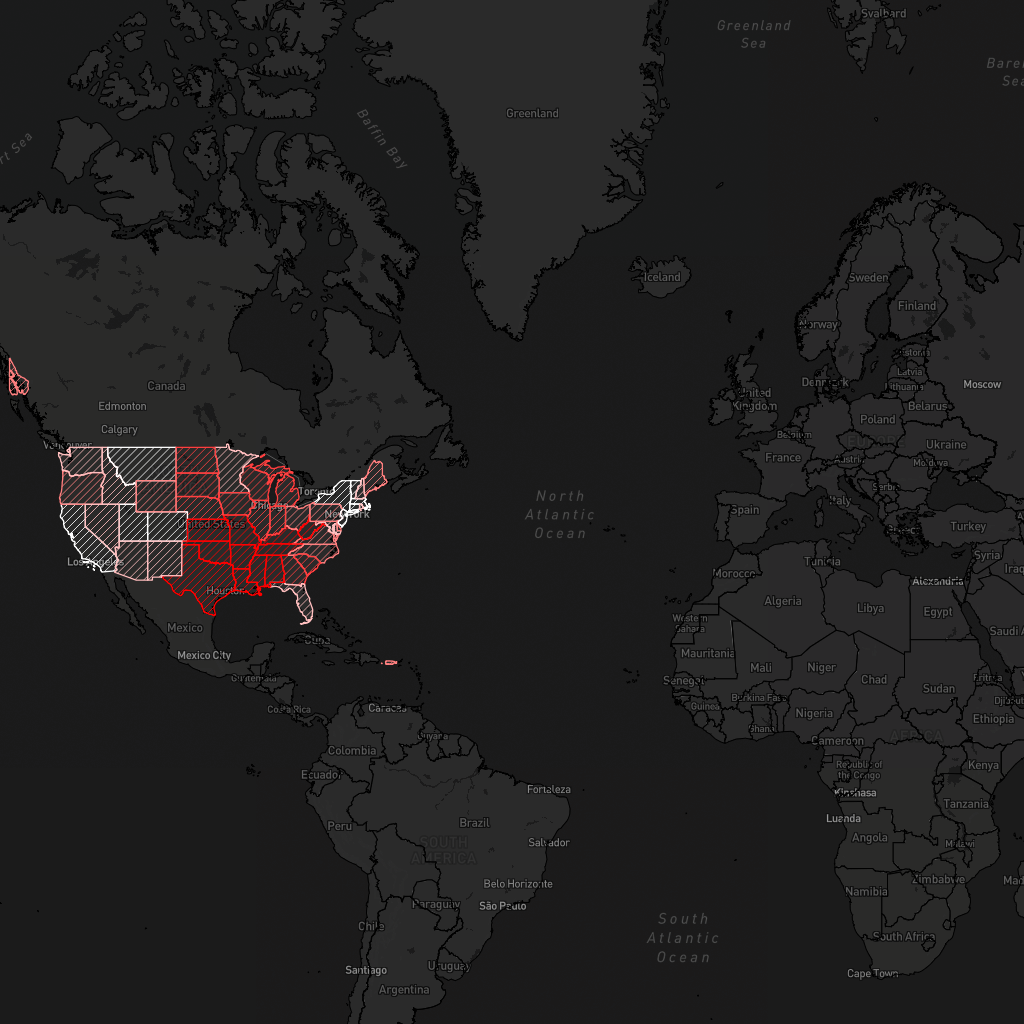 Svalbard
Greenland
Sea
Greenland
Baffin Bay
rt Sea
Iceland
Sweden
Finland
Norway
Estonia
Latvia
Lithuania
Denmark
Moscow
United
Kingdom
Belarus
Poland
Belgium
EUROPE
Ukraine
France
Austria
Moldova
Serbia
Italy
Spain
Greece
Turkey
Canada
Edmonton
Calgary
Vancouver
Chicago
New York
United States
Los Angeles
Houston
North
Atlantic
Ocean
Mexico
Mexico City
Cuba
Guatemala
Costa Rica
Caracas
Guyana
Colombia
Ecuador
Peru
Brazil
Fortaleza
Salvador
SOUTH
AMERICA
Belo Horizonte
São Paulo
Paraguay
Chile
Santiago
Uruguay
Argentina
Syria
Iraq
Tunisia
Morocco
Alexandria
Algeria
Libya
Egypt
Western
Sahara
Saudi A
Mauritania
Mali
Niger
Chad
Sudan
Eritrea
Senegal
Burkina Faso
Guinea
Djibouti
Nigeria
Ghana
Ethiopia
AFRICA
Cameroon
Republic of
the Congo
Kenya
Kinshasa
Tanzania
Luanda
Angola
Malawi
Zimbabwe
Mad
Namibia
South Africa
Cape Town
South
Atlantic
Ocean